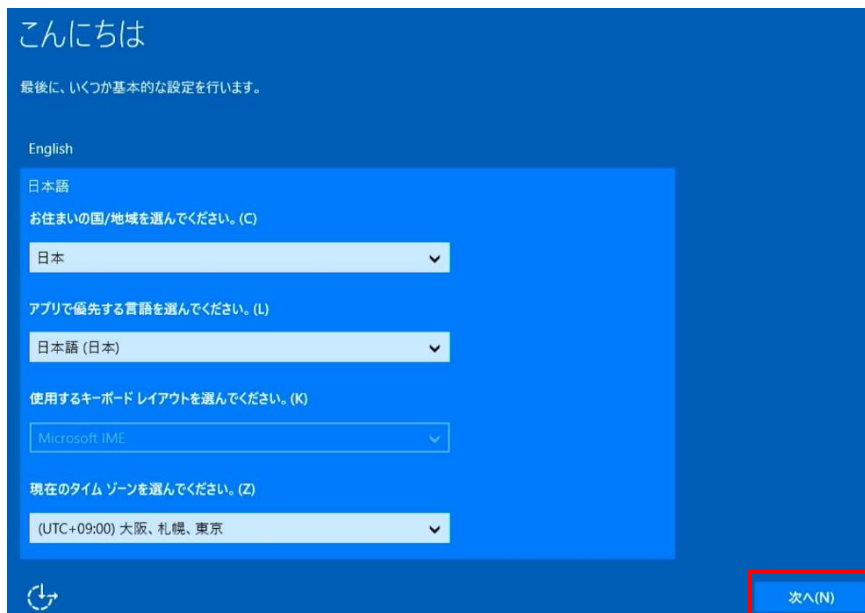 こんにちは
最後に、いくつか基本的な設定を行います。
English
日本語
お住まいの国/地域を選んでください。(C)
日本
アプリで優先する言語を選んでください。(L)
日本語 (日本)
使用するキーボード レイアウトを選んでください。(K)
Microsoft IME
現在のタイム ゾーンを選んでください。(Z)
(UTC+09:00) 大阪、札幌、東京
次へ(N)